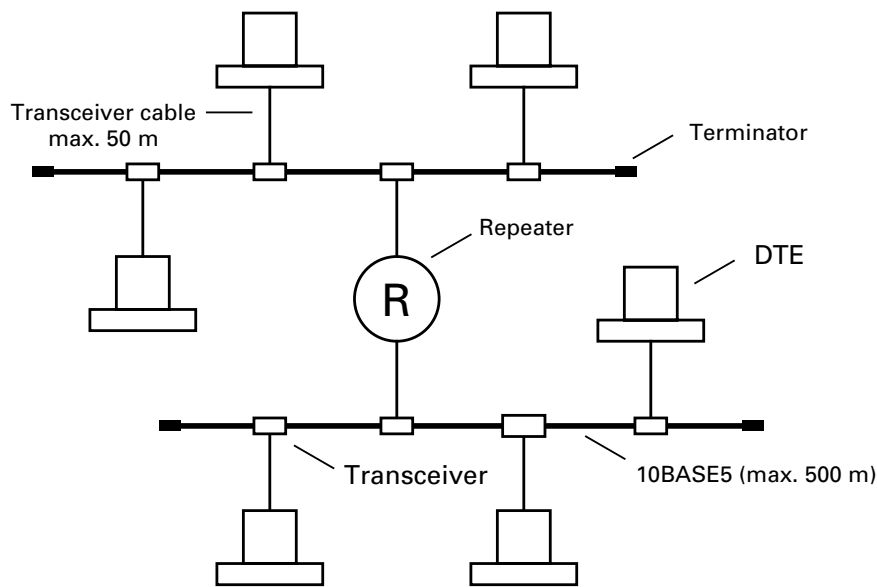 Transceiver cable
max. 50 m
Terminator
Repeater
DTE
R
Transceiver
10BASE5 (max. 500 m)